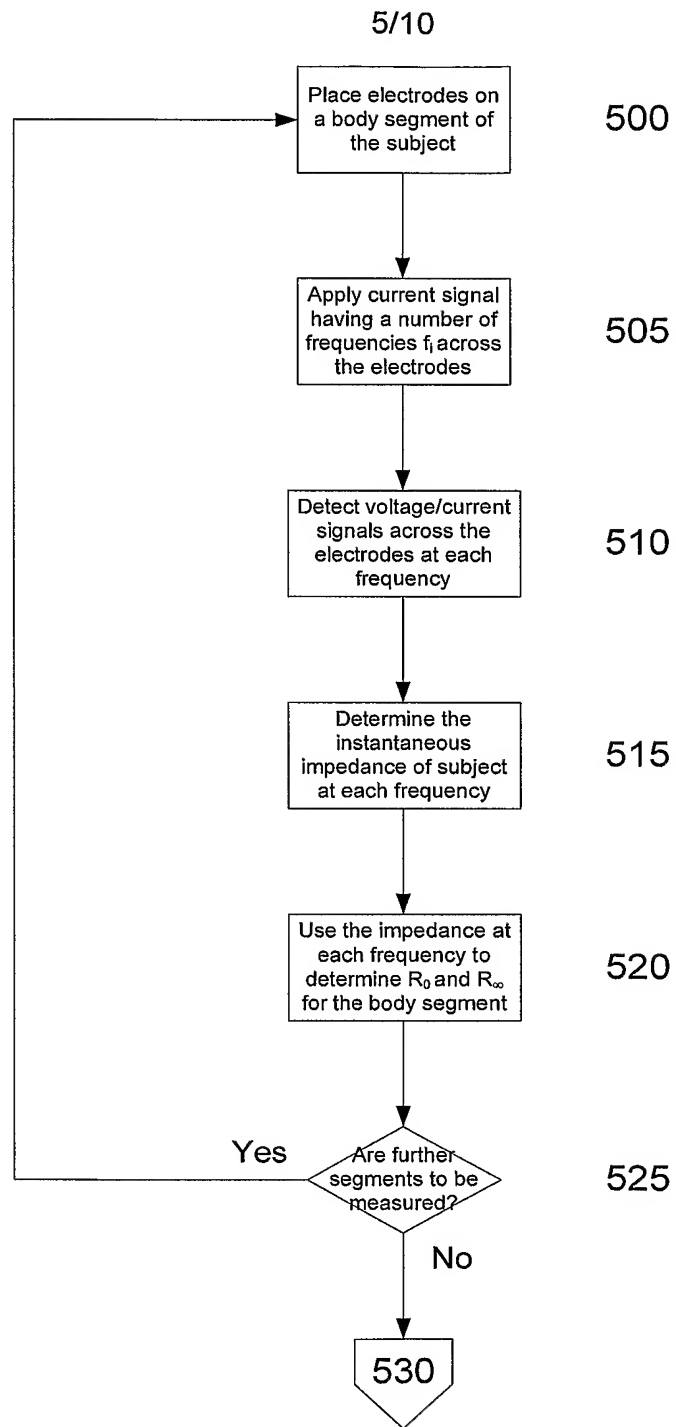 5/10
Place electrodes on
a body segment of
the subject
500
Apply current signal
having a number of
frequencies fᵢ across
the electrodes
505
Detect voltage/current
signals across the
electrodes at each
frequency
510
Determine the
instantaneous
impedance of subject
at each frequency
515
Use the impedance at
each frequency to
determine R₀ and R∞
for the body segment
520
Yes
Are further
segments to be
measured?
525
No
530